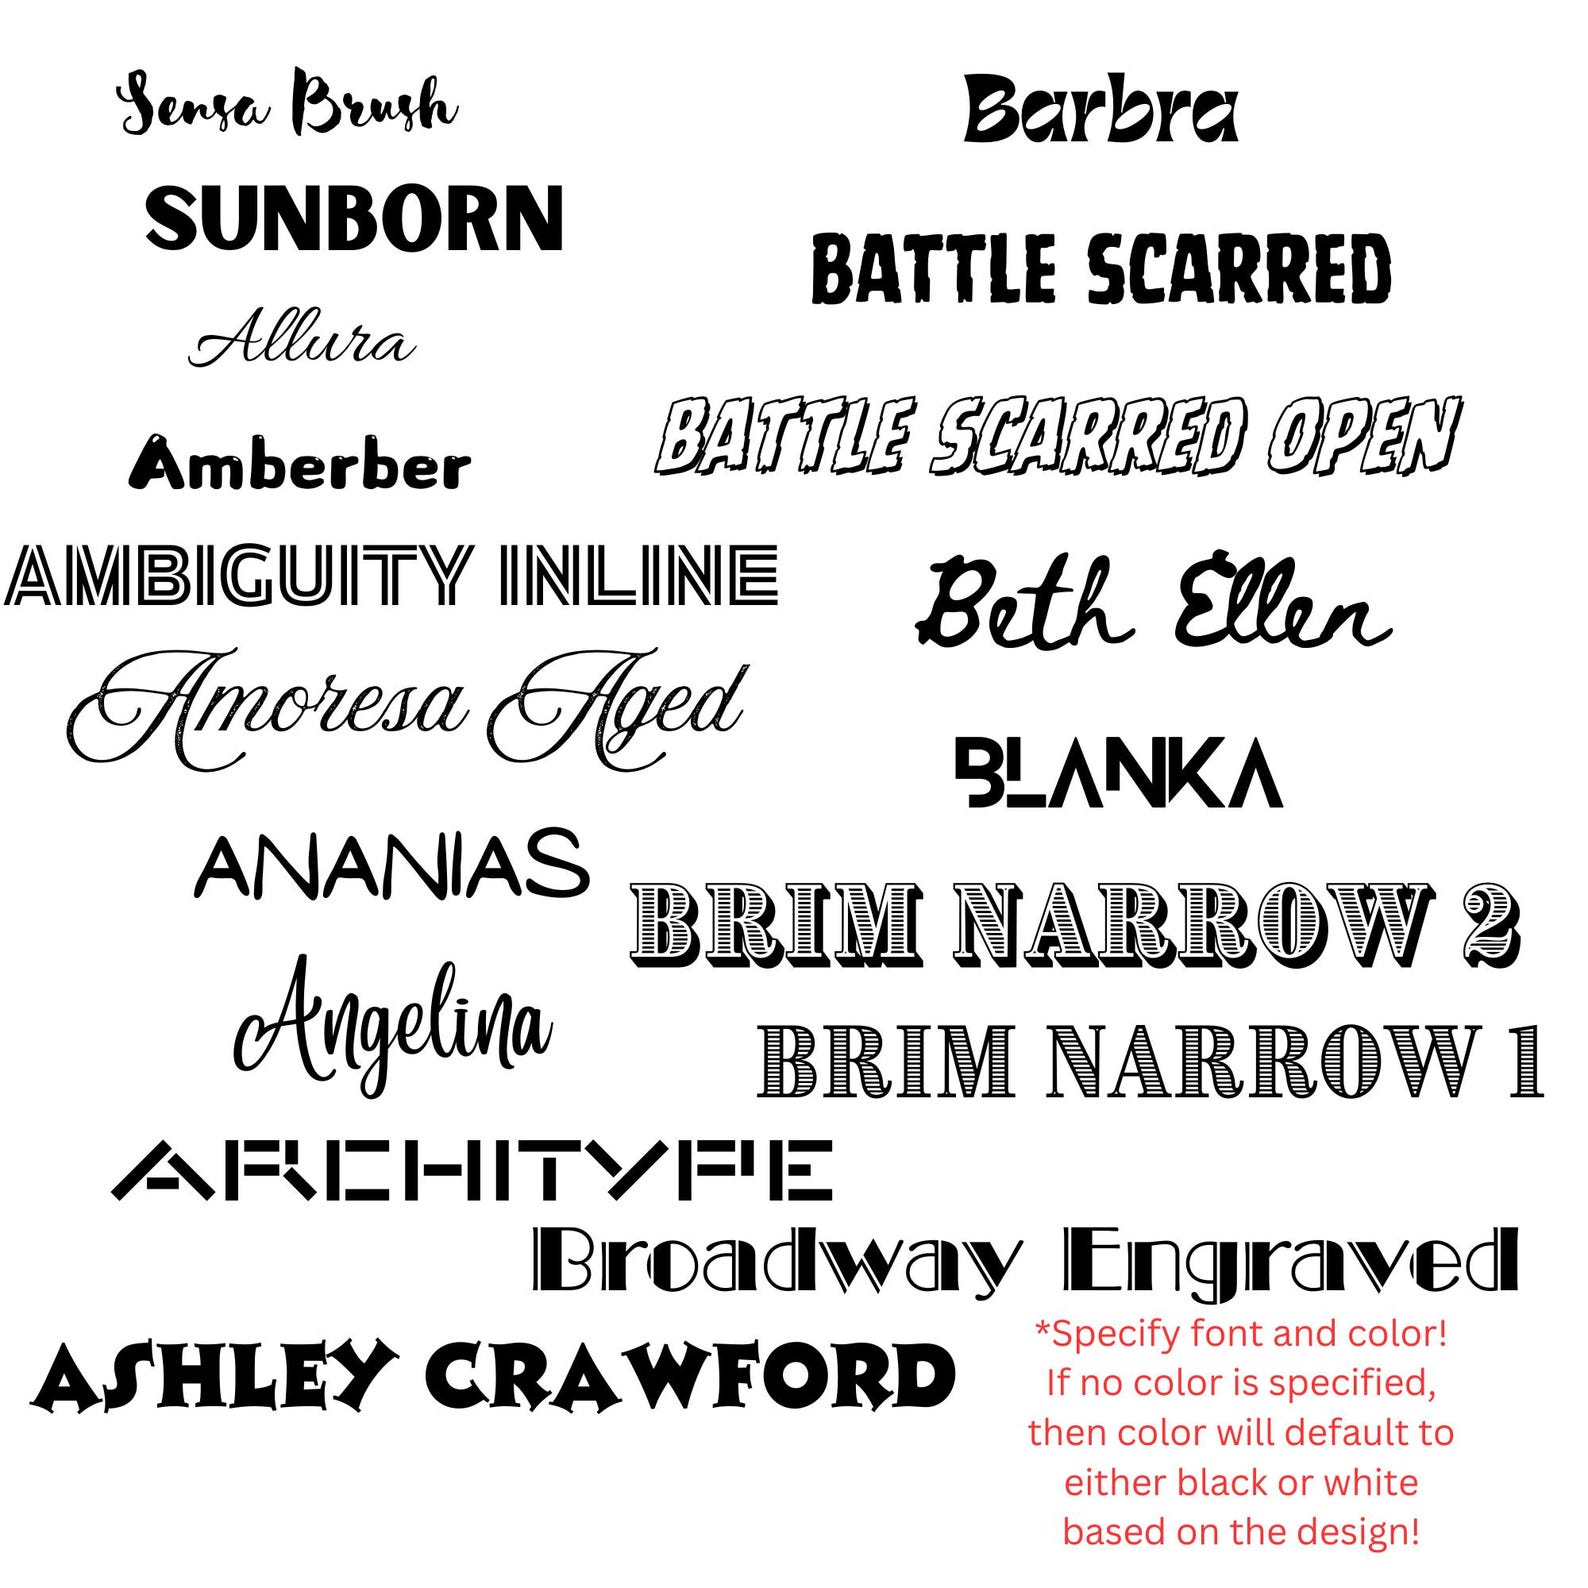 Sensa Brush
SUNBORN
Allura
Amberber
AMBIGUITY INLINE
Amoresa Aged
ANANIAS
Angelina
ARCHITYPE
ASHLEY CRAWFORD
Barbra
BATTLE SCARRED
BATTLE SCARRED OPEN
Beth Ellen
BLANKA
BRIM NARROW 2
BRIM NARROW 1
Broadway Engraved
*Specify font and color!
If no color is specified,
then color will default to
either black or white
based on the design!